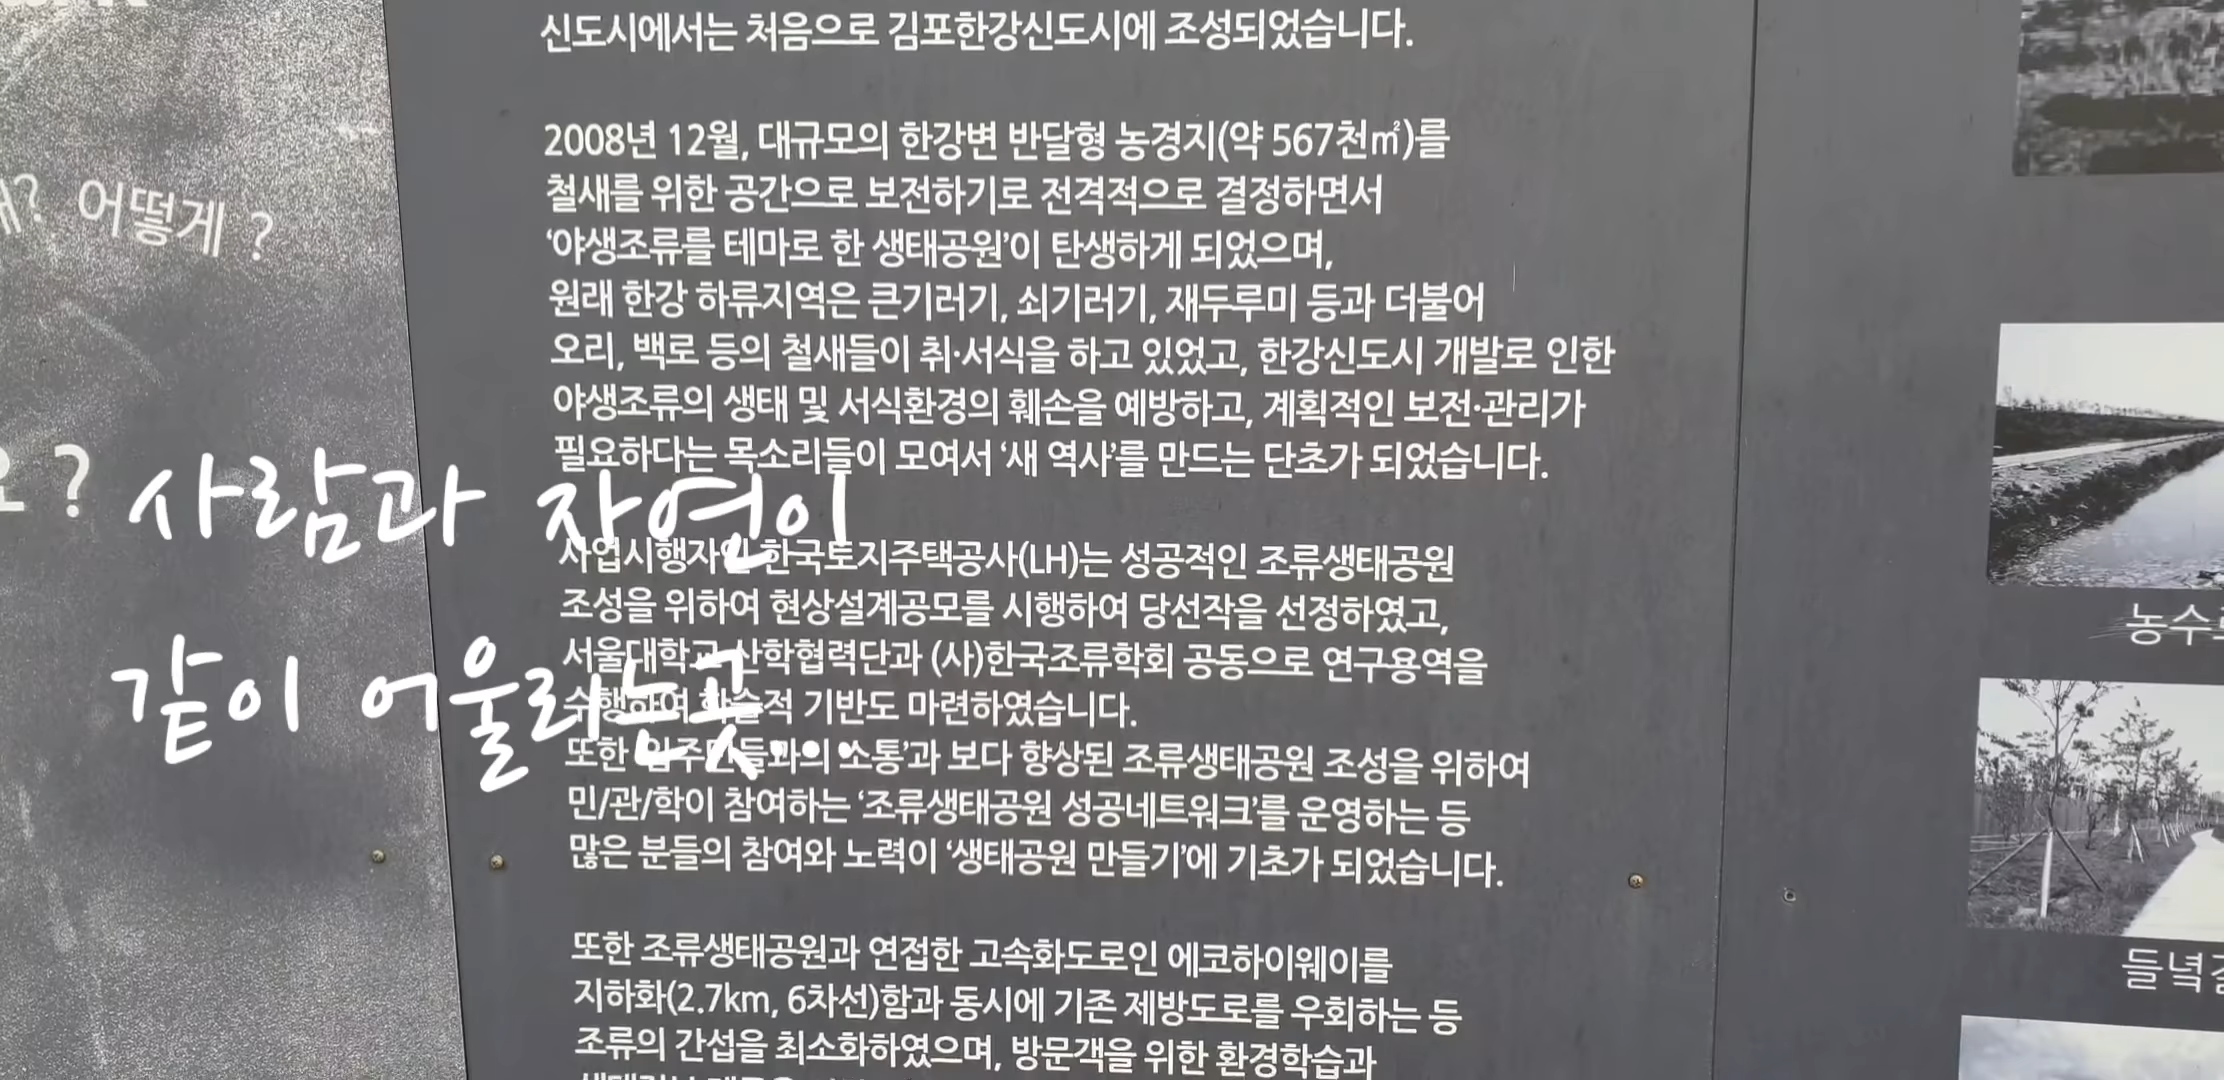 신도시에서는 처음으로 김포한강신도시에 조성되었습니다.
2008년 12월, 대규모의 한강변 반달형 농경지(약 567천㎡)를
철새를 위한 공간으로 보전하기로 전격적으로 결정하면서
‘야생조류를 테마로 한 생태공원’이 탄생하게 되었으며,
원래 한강 하류지역은 큰기러기, 쇠기러기, 재두루미 등과 더불어
오리, 백로 등의 철새들이 취·서식을 하고 있었고, 한강신도시 개발로 인한
야생조류의 생태 및 서식환경의 훼손을 예방하고, 계획적인 보전·관리가
필요하다는 목소리들이 모여서 ‘새 역사’를 만드는 단초가 되었습니다.
사업시행자인 한국토지주택공사(LH)는 성공적인 조류생태공원
조성을 위하여 현상설계공모를 시행하여 당선작을 선정하였고,
서울대학교 산학협력단과 (사)한국조류학회 공동으로 연구용역을
수행하여 학술적 기반도 마련하였습니다.
또한 ‘입주민들과의 소통’과 보다 향상된 조류생태공원 조성을 위하여
민/관/학이 참여하는 ‘조류생태공원 성공네트워크’를 운영하는 등
많은 분들의 참여와 노력이 ‘생태공원 만들기’에 기초가 되었습니다.
또한 조류생태공원과 연접한 고속화도로인 에코하이웨이를
지하화(2.7km, 6차선)함과 동시에 기존 제방도로를 우회하는 등
조류의 간섭을 최소화하였으며, 방문객을 위한 환경학습과
어떻게 ?
사람과 자연이
같이 어울리는곳...
농수로
들녘길